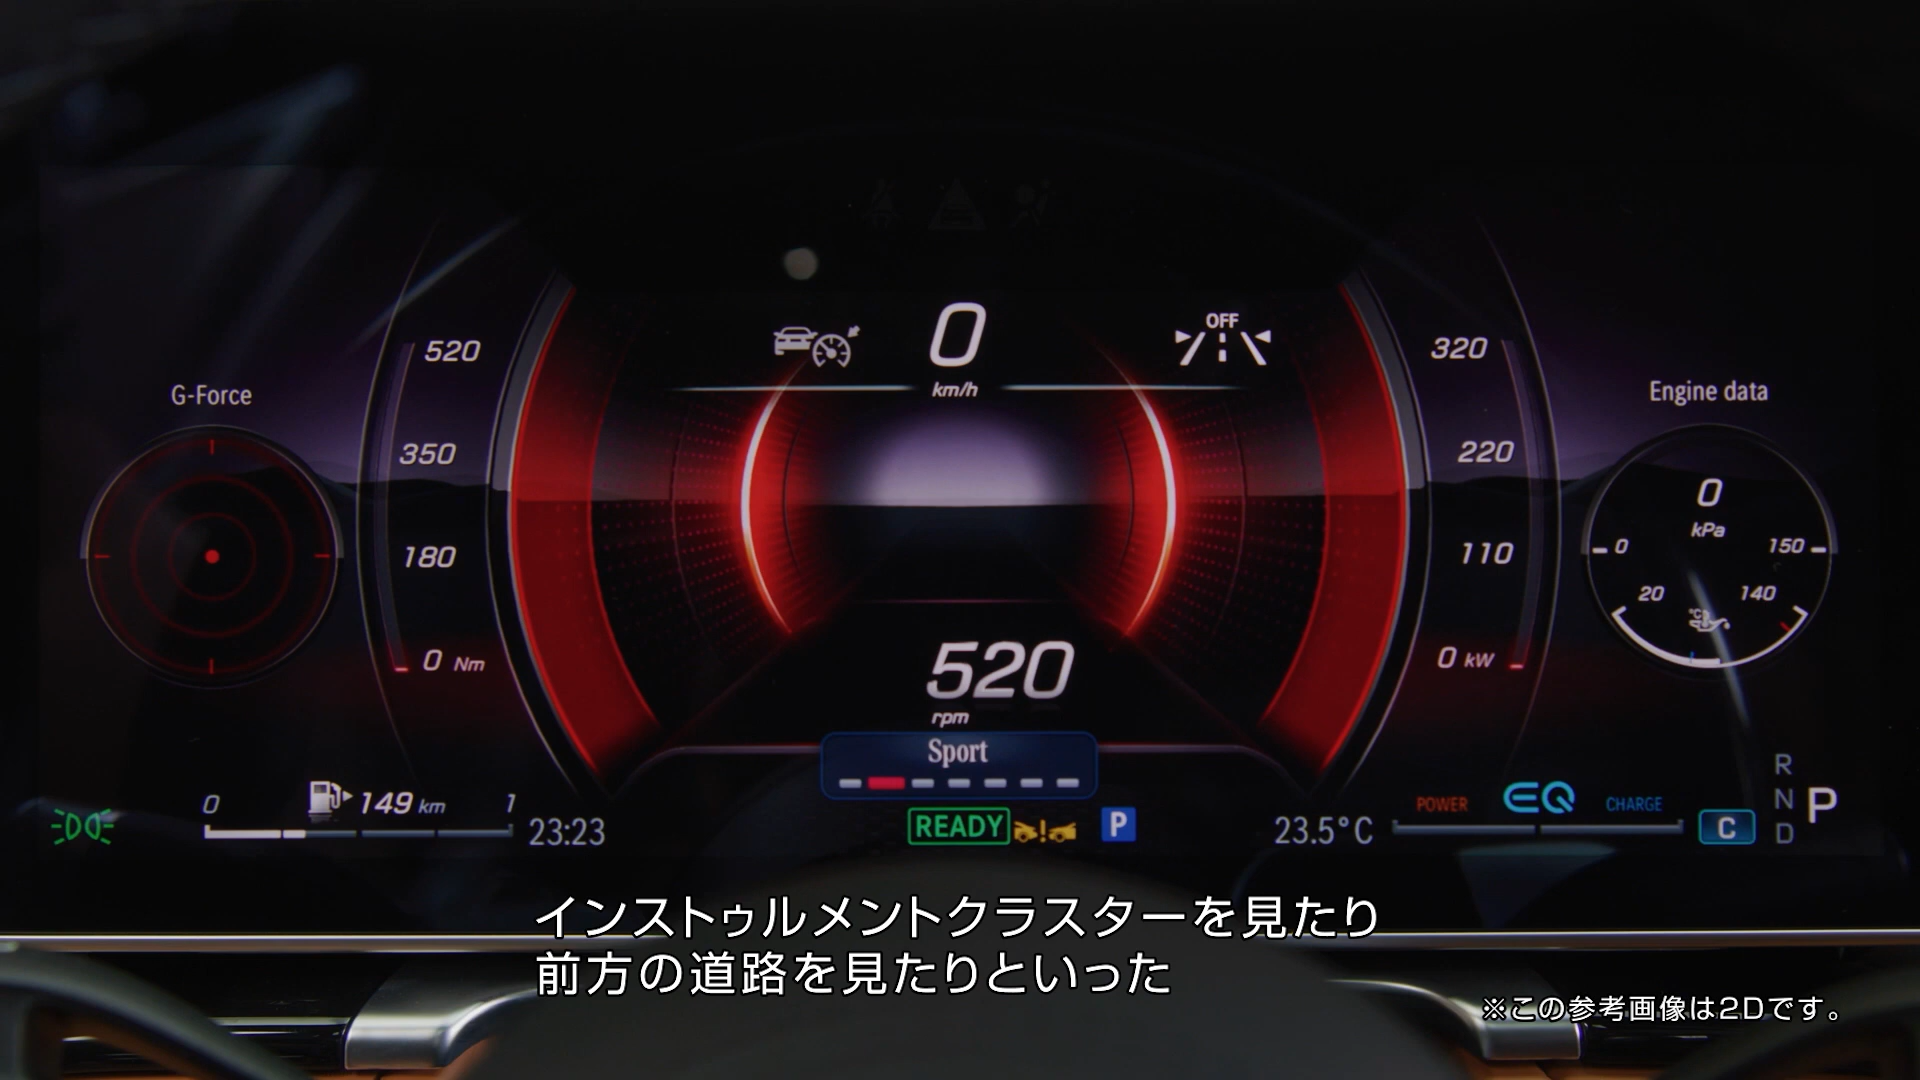 OFF
0
km/h
G-Force
520
350
180
0 Nm
320
220
110
0 kW
Engine data
0
kPa
0
150
20
140
°C
520
rpm
Sport
0
149 km
1
23:23
READY
P
23.5°C
POWER
EQ
CHARGE
C
R
N
D
P
インストゥルメントクラスターを見たり
前方の道路を見たりといった
※この参考画像は2Dです。